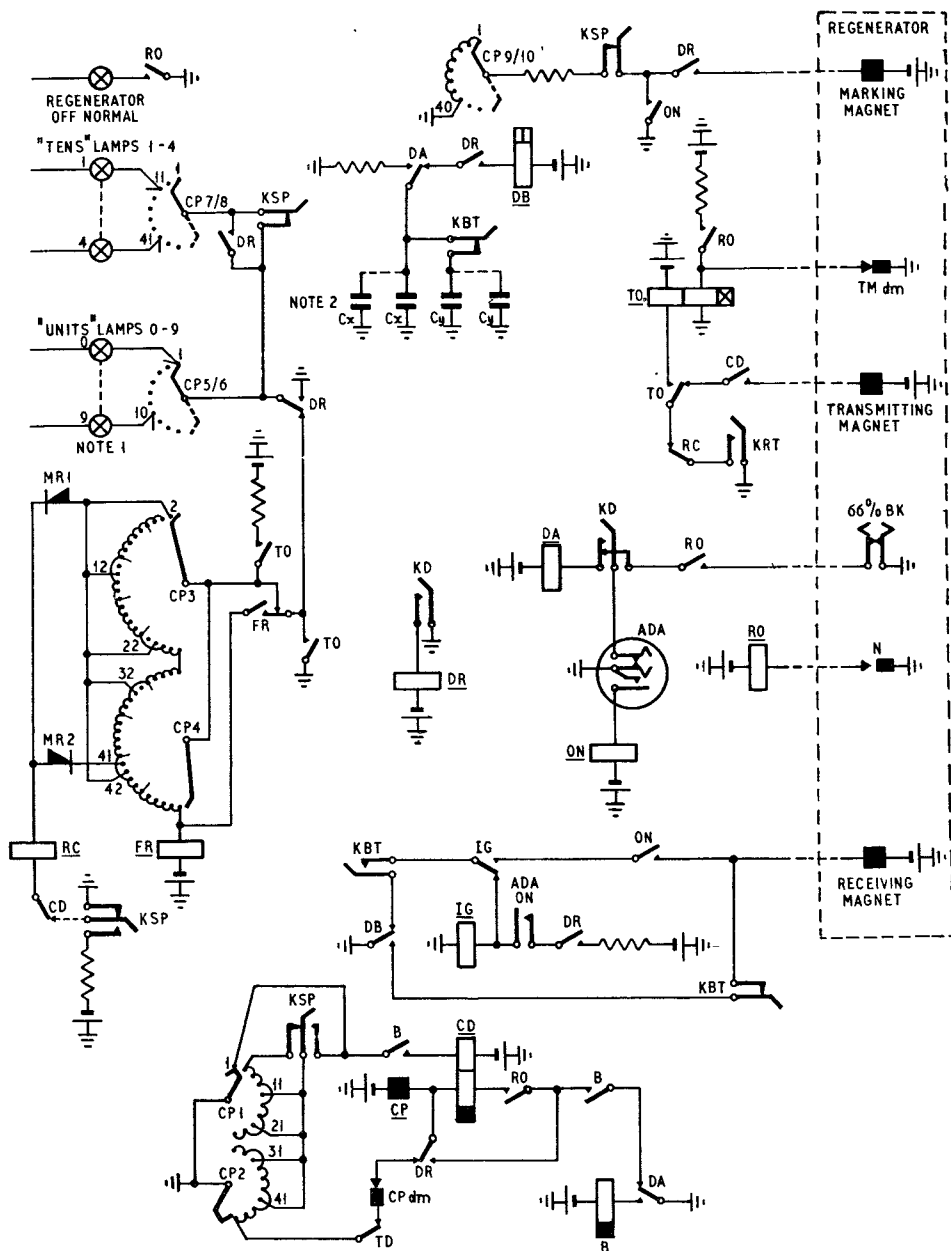 REGENERATOR
RO
REGENERATOR
OFF NORMAL
1
CP 9/10
40
KSP
DR
ON
MARKING
MAGNET
"TENS" LAMPS 1-4
1
4
11
1
41
CP7/8
KSP
DR
DA
DR
DB
KBT
NOTE 2
Cx
Cx
Cy
Cy
RO
TO
TM dm
"UNITS" LAMPS 0-9
0
9
1
10
CP5/6
NOTE 1
DR
TO
CD
RC
KRT
TRANSMITTING
MAGNET
MR1
2
12
22
32
41
42
CP3
CP4
MR2
TO
FR
TO
KD
DR
DA
KD
RO
66% BK
ADA
RO
N
ON
RC
FR
CD
KSP
KBT
IG
ON
ADA
ON
DB
IG
DR
RECEIVING
MAGNET
KBT
KSP
1
11
21
31
41
CP1
CP2
B
CD
CP
RO
B
DR
CP dm
TD
DA
B